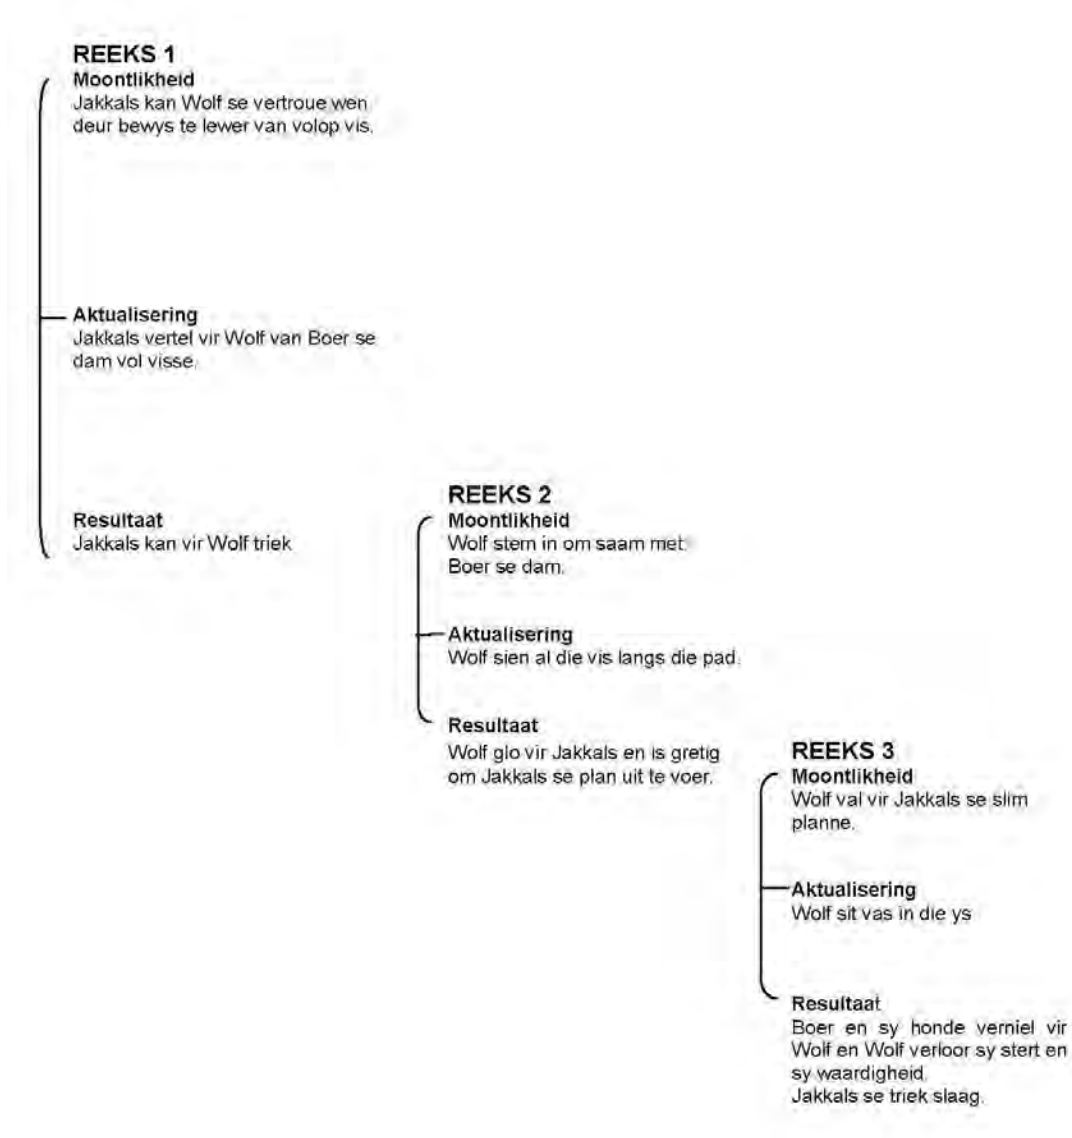 REEKS 1
Moontlikheid
Jakkals kan Wolf se vertroue wen
deur bewys te lewer van volop vis.
Aktualisering
Jakkals vertel vir Wolf van Boer se
dam vol visse.
Resultaat
Jakkals kan vir Wolf triek
REEKS 2
Moontlikheid
Wolf stem in om saam met
Boer se dam.
Aktualisering
Wolf sien al die vis langs die pad.
Resultaat
Wolf glo vir Jakkals en is gretig
om Jakkals se plan uit te voer.
REEKS 3
Moontlikheid
Wolf val vir Jakkals se slim
planne.
Aktualisering
Wolf sit vas in die ys
Resultaat
Boer en sy honde verniel vir
Wolf en Wolf verloor sy stert en
sy waardigheid.
Jakkals se triek slaag.